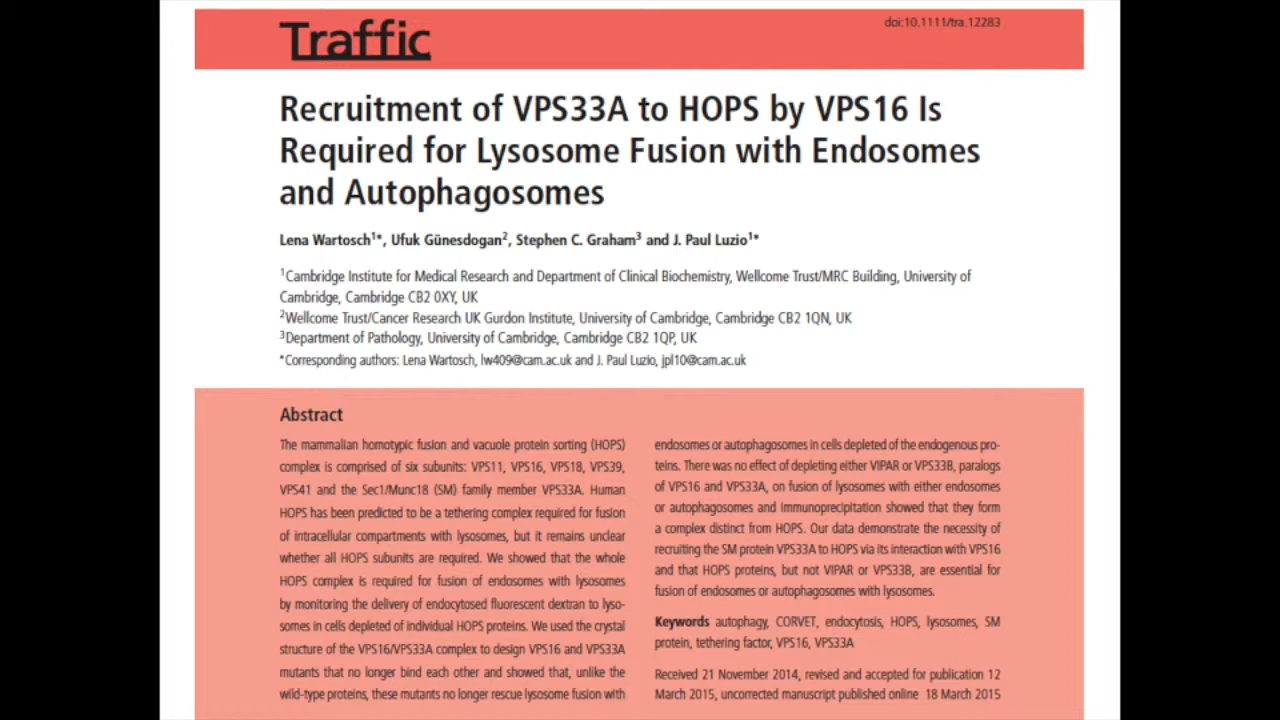 Traffic
doi:10.1111/tra.12283
Recruitment of VPS33A to HOPS by VPS16 Is
Required for Lysosome Fusion with Endosomes
and Autophagosomes
Lena Wartosch1*, Ufuk Günesdogan2, Stephen C. Graham3 and J. Paul Luzio1*
1Cambridge Institute for Medical Research and Department of Clinical Biochemistry, Wellcome Trust/MRC Building, University of
Cambridge, Cambridge CB2 0XY, UK
2Wellcome Trust/Cancer Research UK Gurdon Institute, University of Cambridge, Cambridge CB2 1QN, UK
3Department of Pathology, University of Cambridge, Cambridge CB2 1QP, UK
*Corresponding authors: Lena Wartosch, lw409@cam.ac.uk and J. Paul Luzio, jpl10@cam.ac.uk
Abstract
The mammalian homotypic fusion and vacuole protein sorting (HOPS)
complex is comprised of six subunits: VPS11, VPS16, VPS18, VPS39,
VPS41 and the Sec1/Munc18 (SM) family member VPS33A. Human
HOPS has been predicted to be a tethering complex required for fusion
of intracellular compartments with lysosomes, but it remains unclear
whether all HOPS subunits are required. We showed that the whole
HOPS complex is required for fusion of endosomes with lysosomes
by monitoring the delivery of endocytosed fluorescent dextran to lyso-
somes in cells depleted of individual HOPS proteins. We used the crystal
structure of the VPS16/VPS33A complex to design VPS16 and VPS33A
mutants that no longer bind each other and showed that, unlike the
wild-type proteins, these mutants no longer rescue lysosome fusion with
endosomes or autophagosomes in cells depleted of the endogenous pro-
teins. There was no effect of depleting either VIPAR or VPS33B, paralogs
of VPS16 and VPS33A, on fusion of lysosomes with either endosomes
or autophagosomes and immunoprecipitation showed that they form
a complex distinct from HOPS. Our data demonstrate the necessity of
recruiting the SM protein VPS33A to HOPS via its interaction with VPS16
and that HOPS proteins, but not VIPAR or VPS33B, are essential for
fusion of endosomes or autophagosomes with lysosomes.
Keywords autophagy, CORVET, endocytosis, HOPS, lysosomes, SM
protein, tethering factor, VPS16, VPS33A
Received 21 November 2014, revised and accepted for publication 12
March 2015, uncorrected manuscript published online 18 March 2015